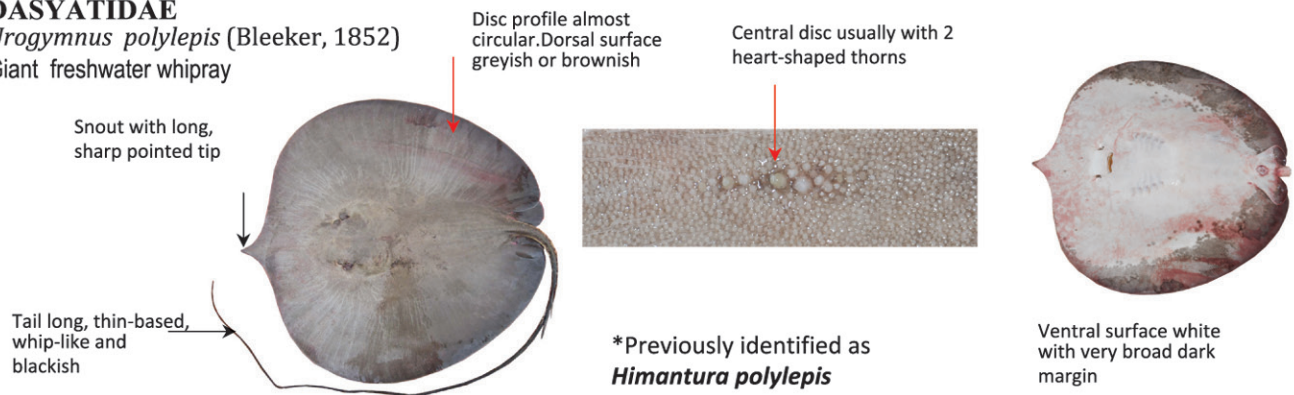 DASYATIDAE
Urogymnus polylepis (Bleeker, 1852)
Giant freshwater whipray
Disc profile almost
circular.Dorsal surface
greyish or brownish
Central disc usually with 2
heart-shaped thorns
Snout with long,
sharp pointed tip
Tail long, thin-based,
whip-like and
blackish
*Previously identified as
Himantura polylepis
Ventral surface white
with very broad dark
margin